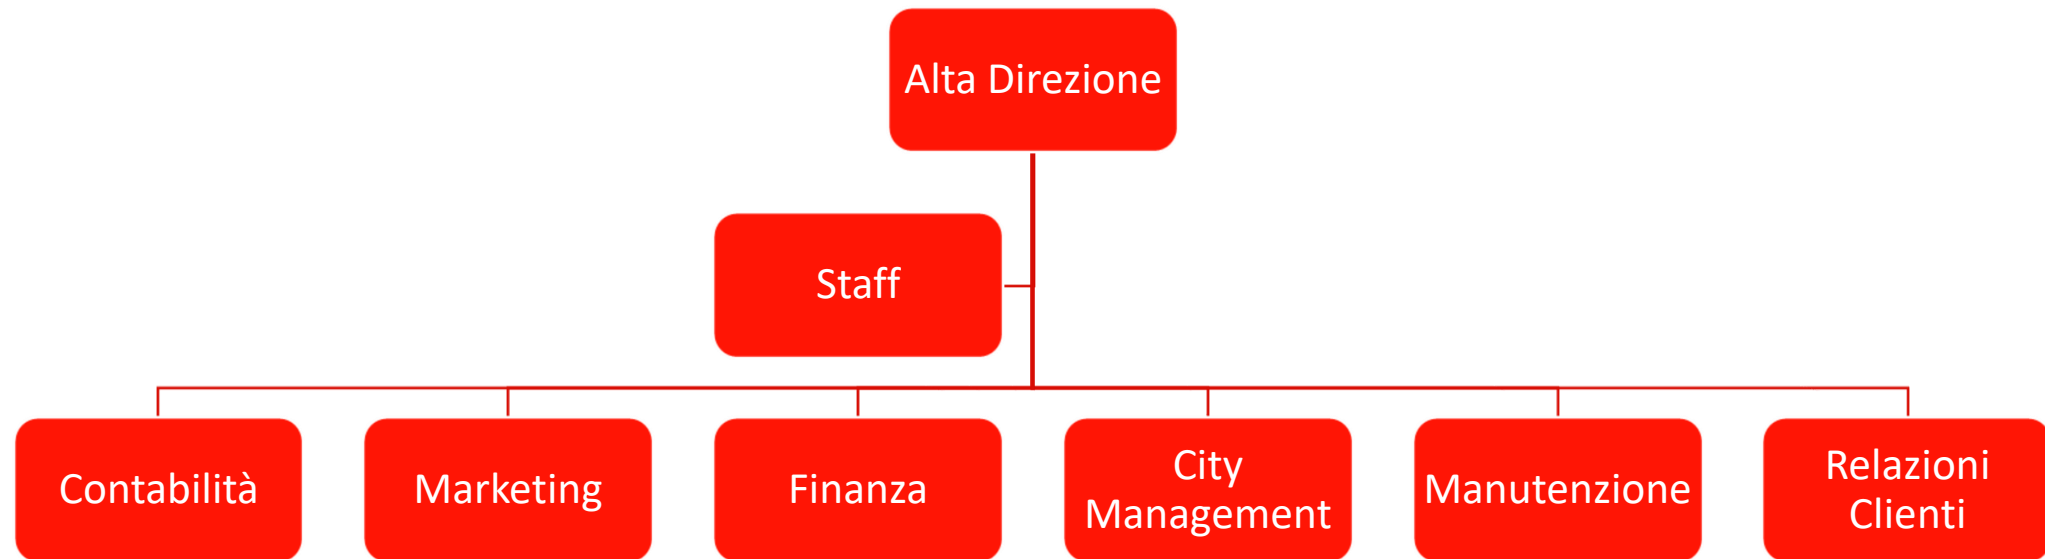 Alta Direzione
Staff
Contabilità
Marketing
Finanza
City
Management
Manutenzione
Relazioni
Clienti